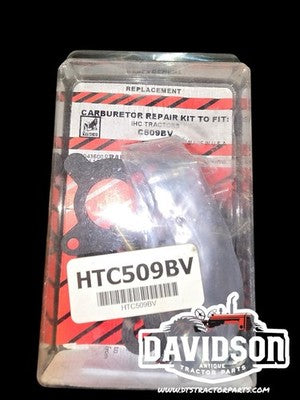 REPLACEMENT
CARBURETOR REPAIR KIT TO FIT:
IHC TRACTORS
C509BV
HTC509BV
HTC509BV
DAVIDSON
ANTIQUE
TRACTOR PARTS
WWW.DTSTRACTORPARTS.COM